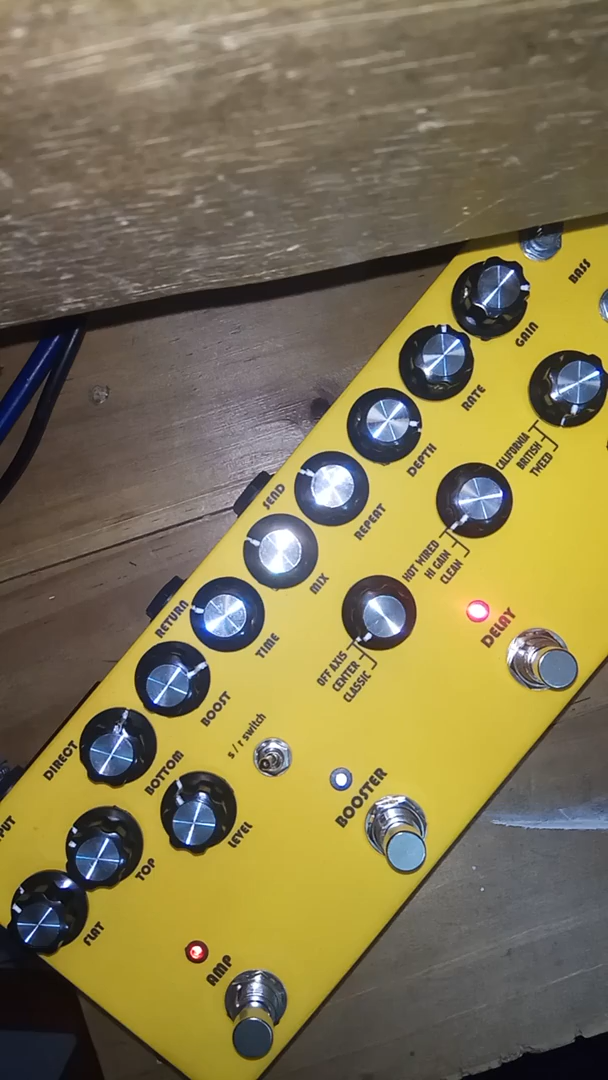 BASS
GAIN
RATE
DEPTH
CALIFORNIA
BRITISH
TWEED
SEND
REPEAT
HOT WIRED
HI GAIN
CLEAN
MIX
RETURN
TIME
DELAY
OFF AXIS
CENTER
CLASSIC
BOOST
DIRECT
BOTTOM
s / r switch
BOOSTER
LEVEL
TOP
FLAT
AMP